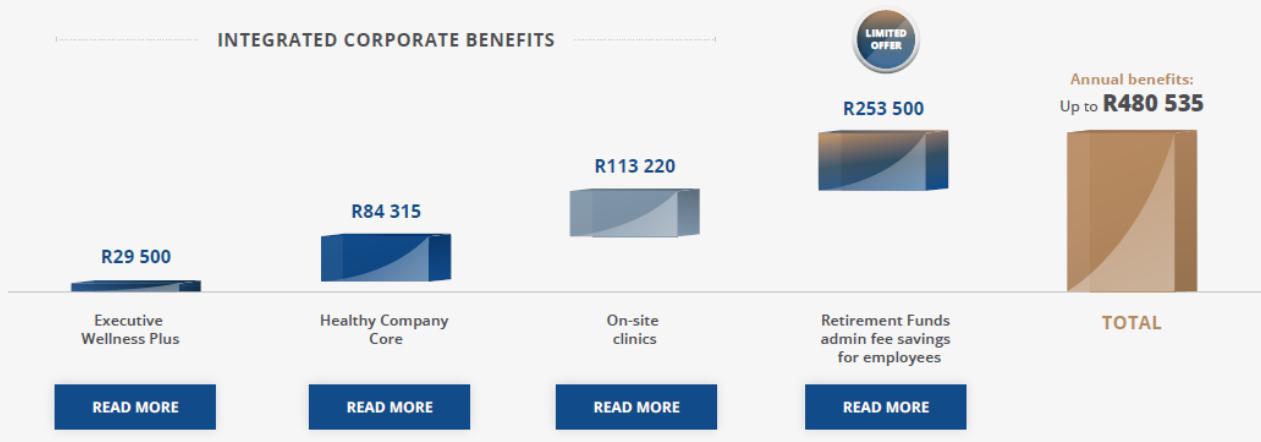 INTEGRATED CORPORATE BENEFITS
LIMITED
OFFER
Annual benefits:
Up to R480 535
R253 500
R113 220
R84 315
R29 500
Executive
Wellness Plus
Healthy Company
Core
On-site
clinics
Retirement Funds
admin fee savings
for employees
TOTAL
READ MORE
READ MORE
READ MORE
READ MORE